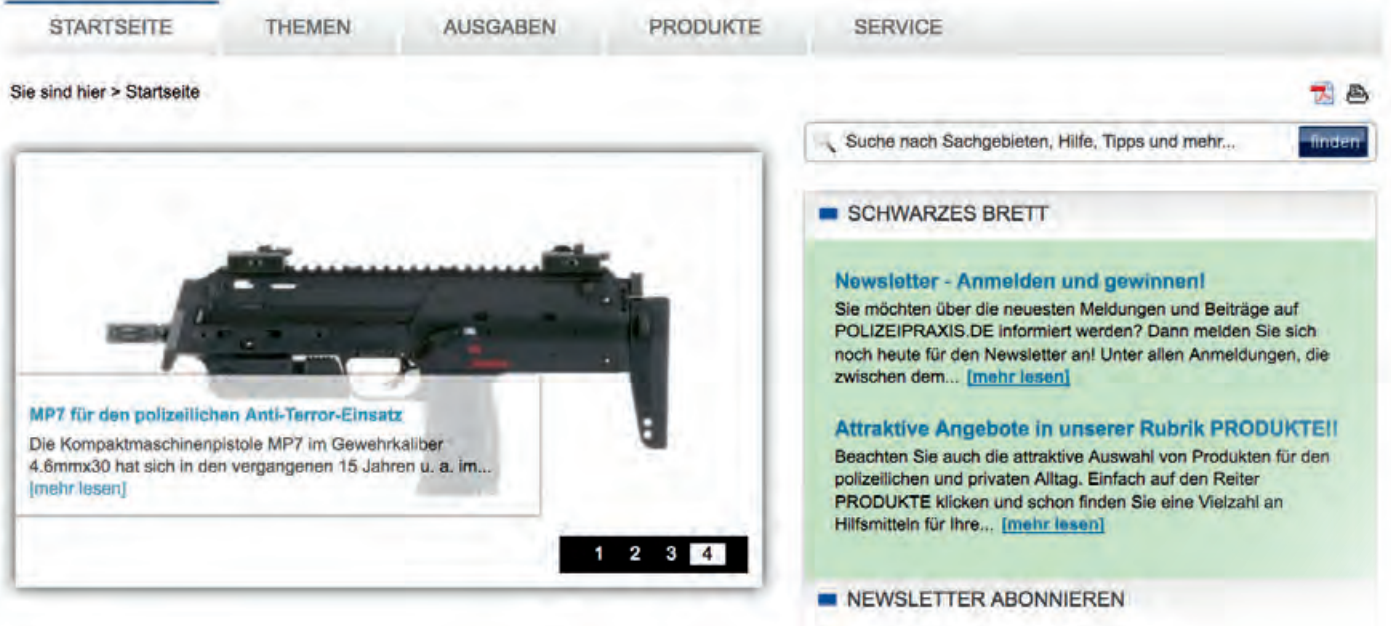 STARTSEITE THEMEN AUSGABEN PRODUKTE SERVICE
Sie sind hier > Startseite
Suche nach Sachgebieten, Hilfe, Tipps und mehr... finden
MP7 für den polizeilichen Anti-Terror-Einsatz
Die Kompaktmaschinenpistole MP7 im Gewehrkaliber
4.6mmx30 hat sich in den vergangenen 15 Jahren u. a. im...
[mehr lesen]
1 2 3 4
SCHWARZES BRETT
Newsletter - Anmelden und gewinnen!
Sie möchten über die neuesten Meldungen und Beiträge auf
POLIZEIPRAXIS.DE informiert werden? Dann melden Sie sich
noch heute für den Newsletter an! Unter allen Anmeldungen, die
zwischen dem... [mehr lesen]
Attraktive Angebote in unserer Rubrik PRODUKTE!!
Beachten Sie auch die attraktive Auswahl von Produkten für den
polizeilichen und privaten Alltag. Einfach auf den Reiter
PRODUKTE klicken und schon finden Sie eine Vielzahl an
Hilfsmitteln für Ihre... [mehr lesen]
NEWSLETTER ABONNIEREN